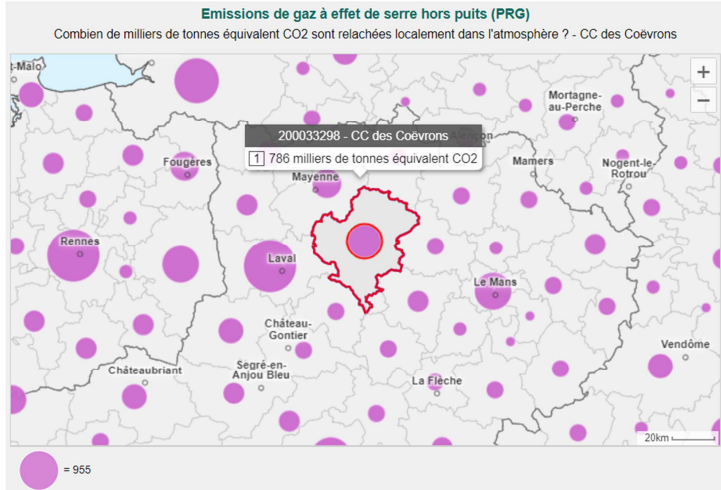 Emissions de gaz à effet de serre hors puits (PRG)
Combien de milliers de tonnes équivalent CO2 sont relachées localement dans l'atmosphère ? - CC des Coëvrons
t-Malo
+
−
Mortagne-
au-Perche
200033298 - CC des Coëvrons
Alençon
1 786 milliers de tonnes équivalent CO2
Fougères
Mayenne
Mamers
Nogent-le-
Rotrou
Rennes
Laval
Le Mans
Château-
Gontier
Vendôme
Châteaubriant
Segré-en-
Anjou Bleu
La Flèche
20km
= 955